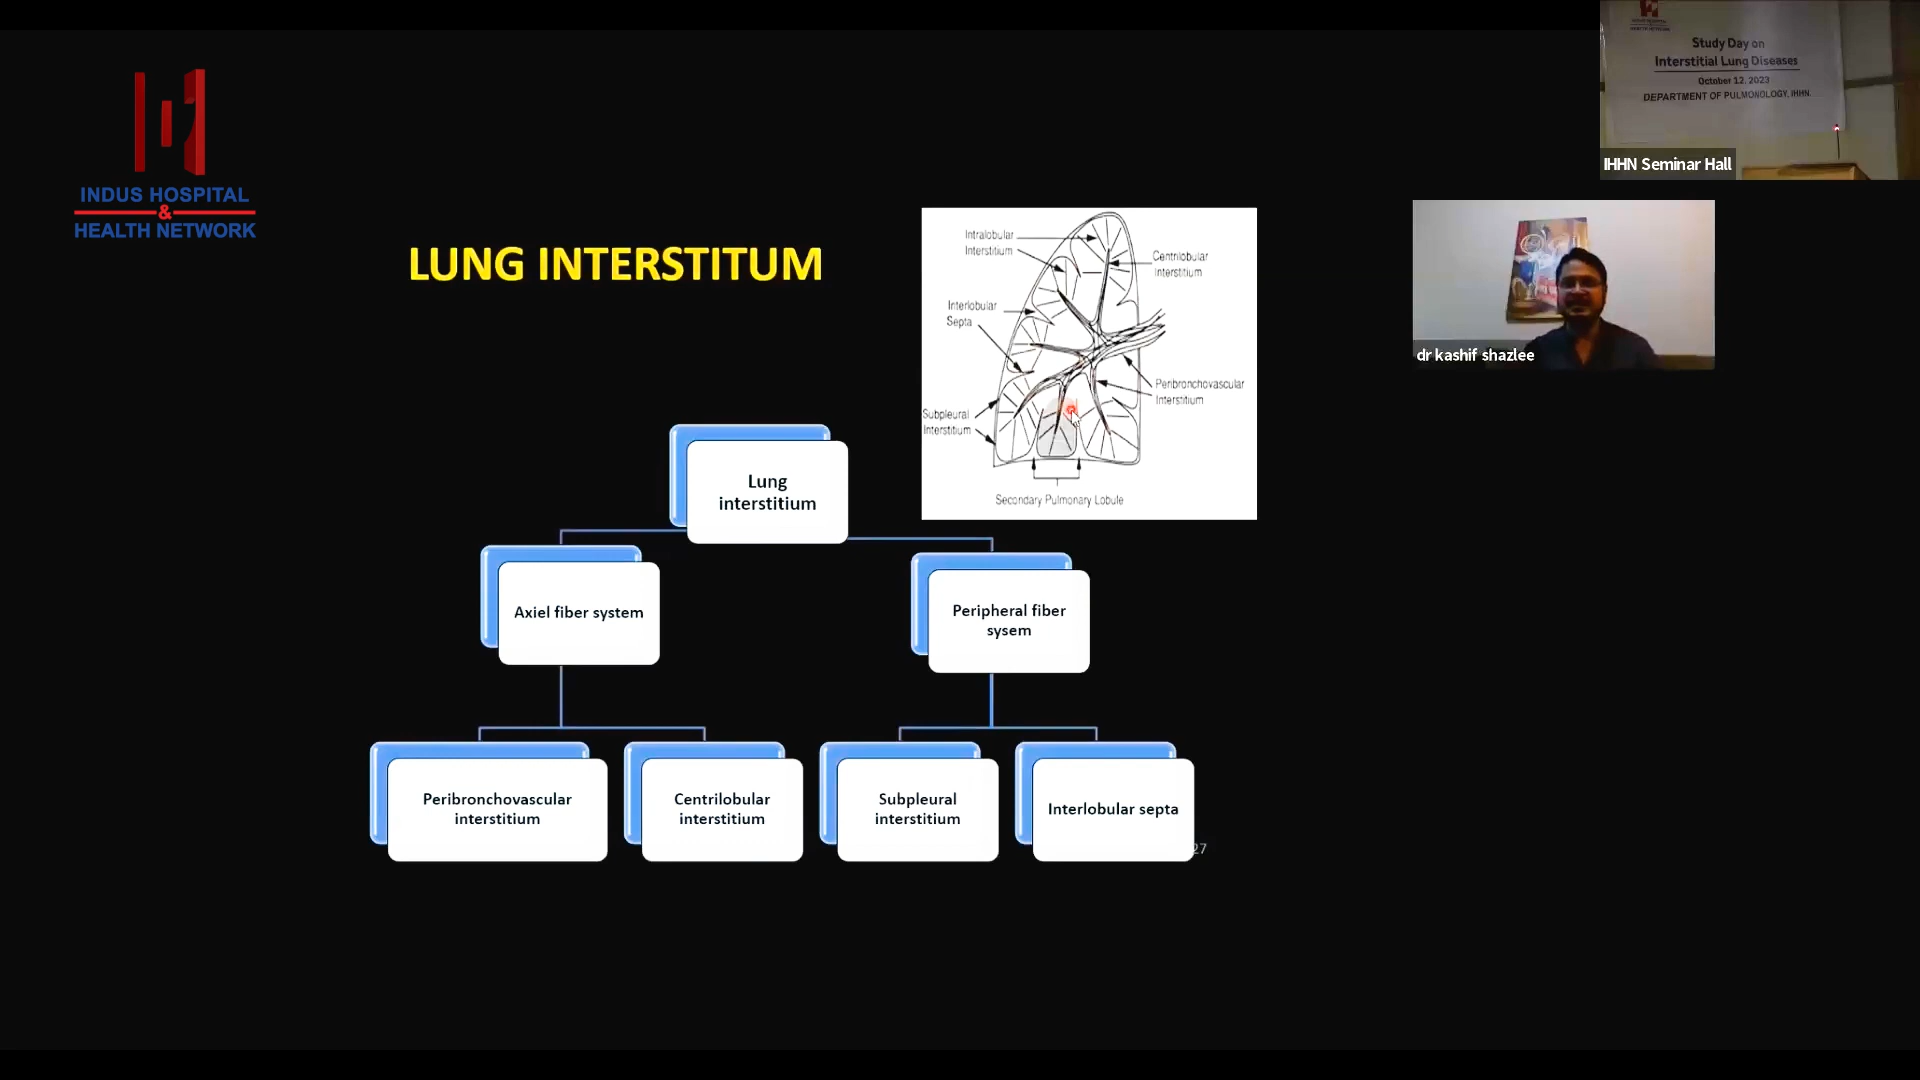 INDUS HOSPITAL
&
HEALTH NETWORK
LUNG INTERSTITUM
Intralobular
Interstitium
Centrilobular
Interstitium
Interlobular
Septa
Peribronchovascular
Interstitium
Subpleural
Interstitium
Secondary Pulmonary Lobule
Lung
interstitium
Axiel fiber system
Peripheral fiber
sysem
Peribronchovascular
interstitium
Centrilobular
interstitium
Subpleural
interstitium
Interlobular septa
27
Study Day on
Interstitial Lung Diseases
October 12, 2023
DEPARTMENT OF PULMONOLOGY, IHHN.
IHHN Seminar Hall
dr kashif shazlee